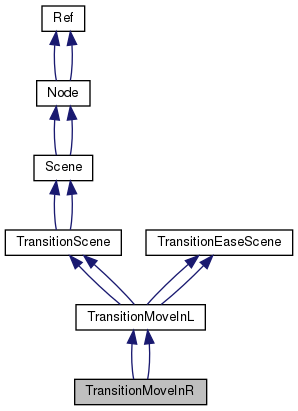 Ref
Node
Scene
TransitionScene
TransitionEaseScene
TransitionMoveInL
TransitionMoveInR